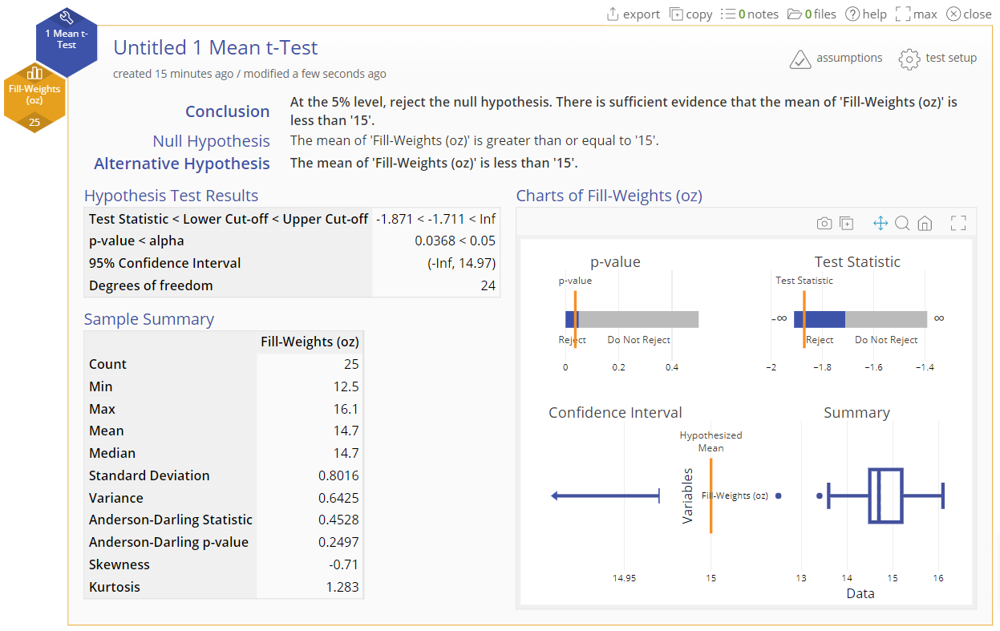 export copy 0 notes 0 files help max close
1 Mean t-
Test
Fill-Weights
(oz)
25
Untitled 1 Mean t-Test
created 15 minutes ago / modified a few seconds ago
assumptions test setup
Conclusion At the 5% level, reject the null hypothesis. There is sufficient evidence that the mean of 'Fill-Weights (oz)' is
less than '15'.
Null Hypothesis The mean of 'Fill-Weights (oz)' is greater than or equal to '15'.
Alternative Hypothesis The mean of 'Fill-Weights (oz)' is less than '15'.
Hypothesis Test Results
Test Statistic < Lower Cut-off < Upper Cut-off -1.871 < -1.711 < Inf
p-value < alpha 0.0368 < 0.05
95% Confidence Interval (-Inf, 14.97)
Degrees of freedom 24
Sample Summary
Fill-Weights (oz)
Count 25
Min 12.5
Max 16.1
Mean 14.7
Median 14.7
Standard Deviation 0.8016
Variance 0.6425
Anderson-Darling Statistic 0.4528
Anderson-Darling p-value 0.2497
Skewness -0.71
Kurtosis 1.283
Charts of Fill-Weights (oz)
p-value
p-value
Reject Do Not Reject
0 0.2 0.4
Test Statistic
Test Statistic
-∞ ∞
Reject Do Not Reject
−2 −1.8 −1.6 −1.4
Confidence Interval
Hypothesized
Mean
14.95 15
Summary
Variables
Fill-Weights (oz)
13 14 15 16
Data